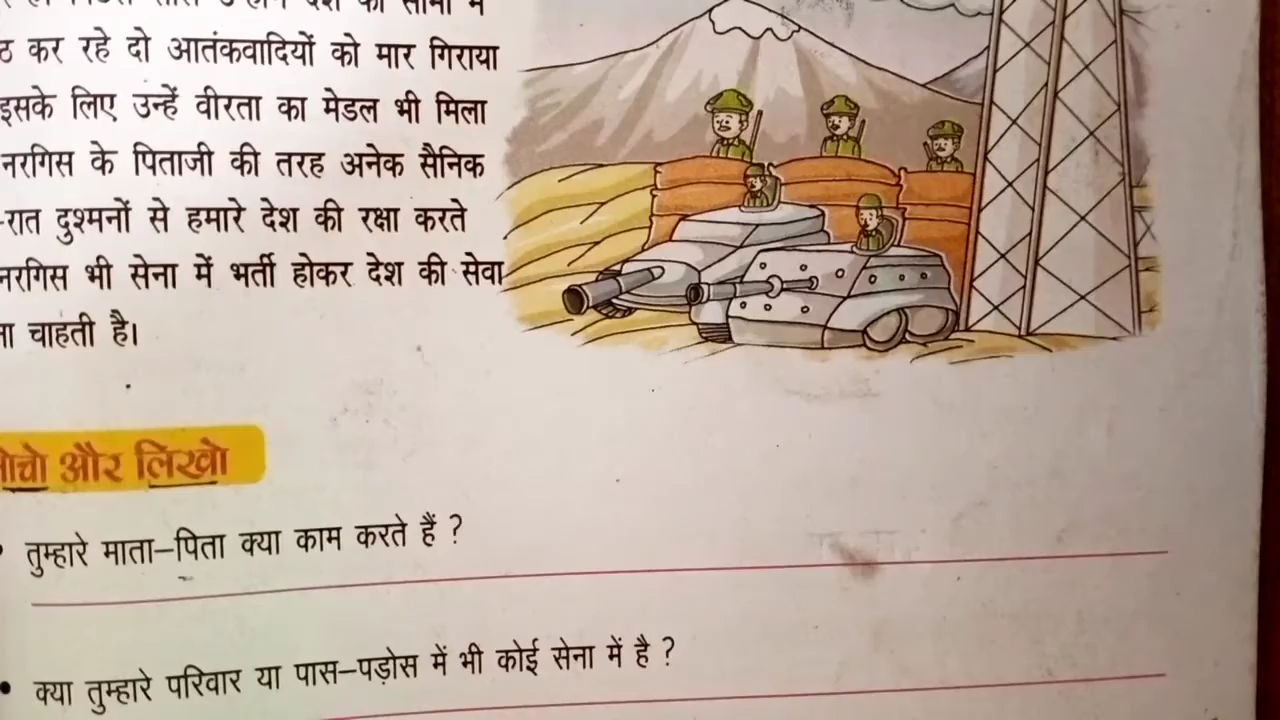 कर रहे दो आतंकवादियों को मार गिराया
इसके लिए उन्हें वीरता का मेडल भी मिला
नरगिस के पिताजी की तरह अनेक सैनिक
-रात दुश्मनों से हमारे देश की रक्षा करते
नरगिस भी सेना में भर्ती होकर देश की सेवा
चाहती है।
और लिखो
तुम्हारे माता-पिता क्या काम करते हैं ?
• क्या तुम्हारे परिवार या पास-पड़ोस में भी कोई सेना में है ?